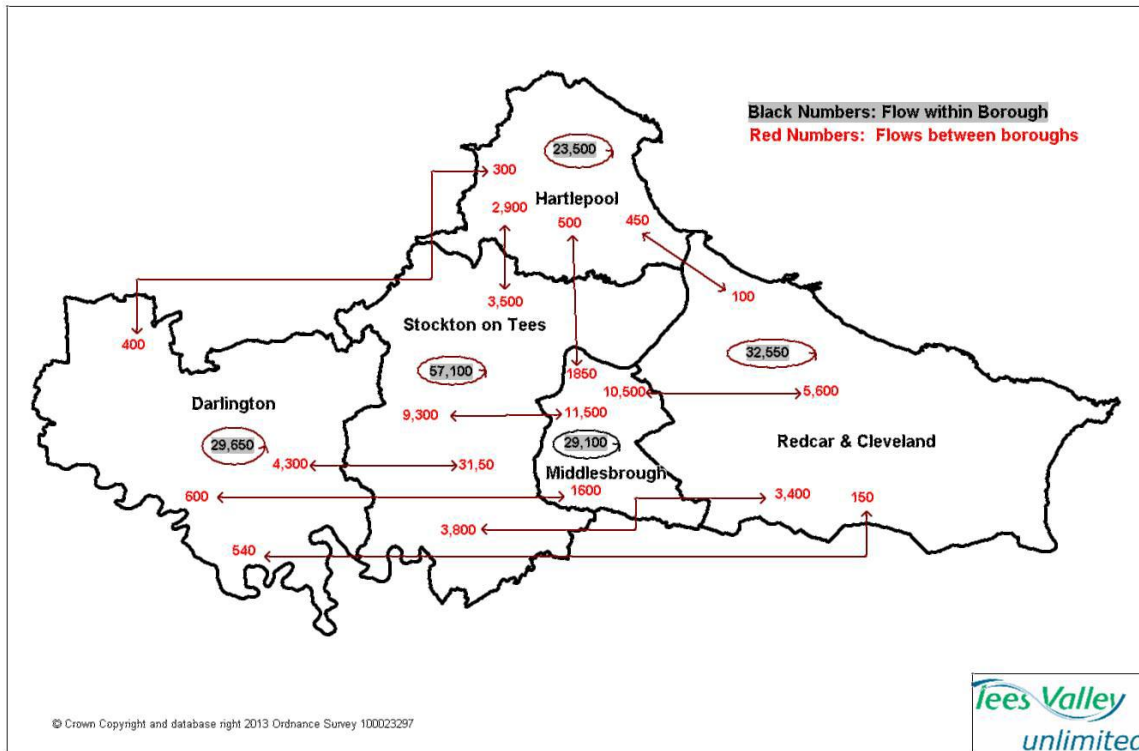 Black Numbers: Flow within Borough
Red Numbers: Flows between boroughs
23,500
300
Hartlepool
2,900
500
450
100
3,500
Stockton on Tees
400
32,550
57,100
1850
10,500
5,600
Darlington
9,300
11,500
29,650
29,100
Redcar & Cleveland
4,300
31,50
Middlesbrough
600
1600
3,400
150
3,800
540
© Crown Copyright and database right 2013 Ordnance Survey 100023297
Tees Valley
unlimited